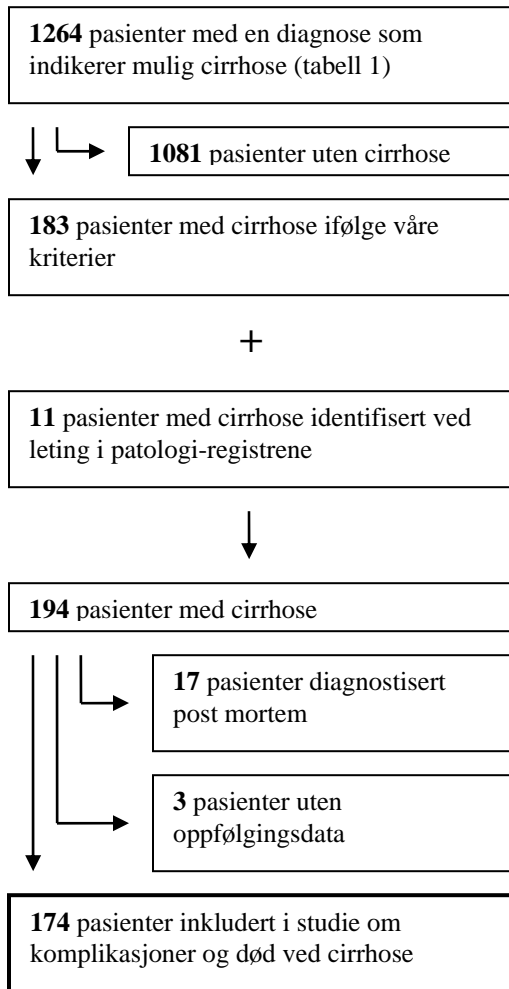 1264 pasienter med en diagnose som
indikerer mulig cirrhose (tabell 1)
1081 pasienter uten cirrhose
183 pasienter med cirrhose ifølge våre
kriterier
+
11 pasienter med cirrhose identifisert ved
leting i patologi-registrene
194 pasienter med cirrhose
17 pasienter diagnostisert
post mortem
3 pasienter uten
oppfølgingsdata
174 pasienter inkludert i studie om
komplikasjoner og død ved cirrhose